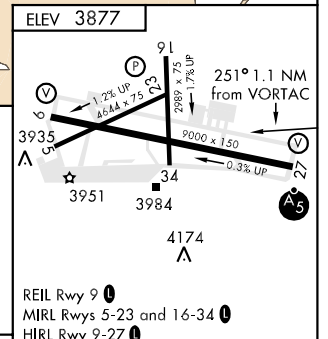 ELEV 3877
16
P
V
1.2% UP
4644 x 75
23
2989 x 75
1.7% UP
251° 1.1 NM
from VORTAC
9
3935
5
9000 x 150
V
0.3% UP
27
34
A5
3951
3984
4174
REIL Rwy 9 L
MIRL Rwys 5-23 and 16-34 L
HIRL Rwy 9-27 L